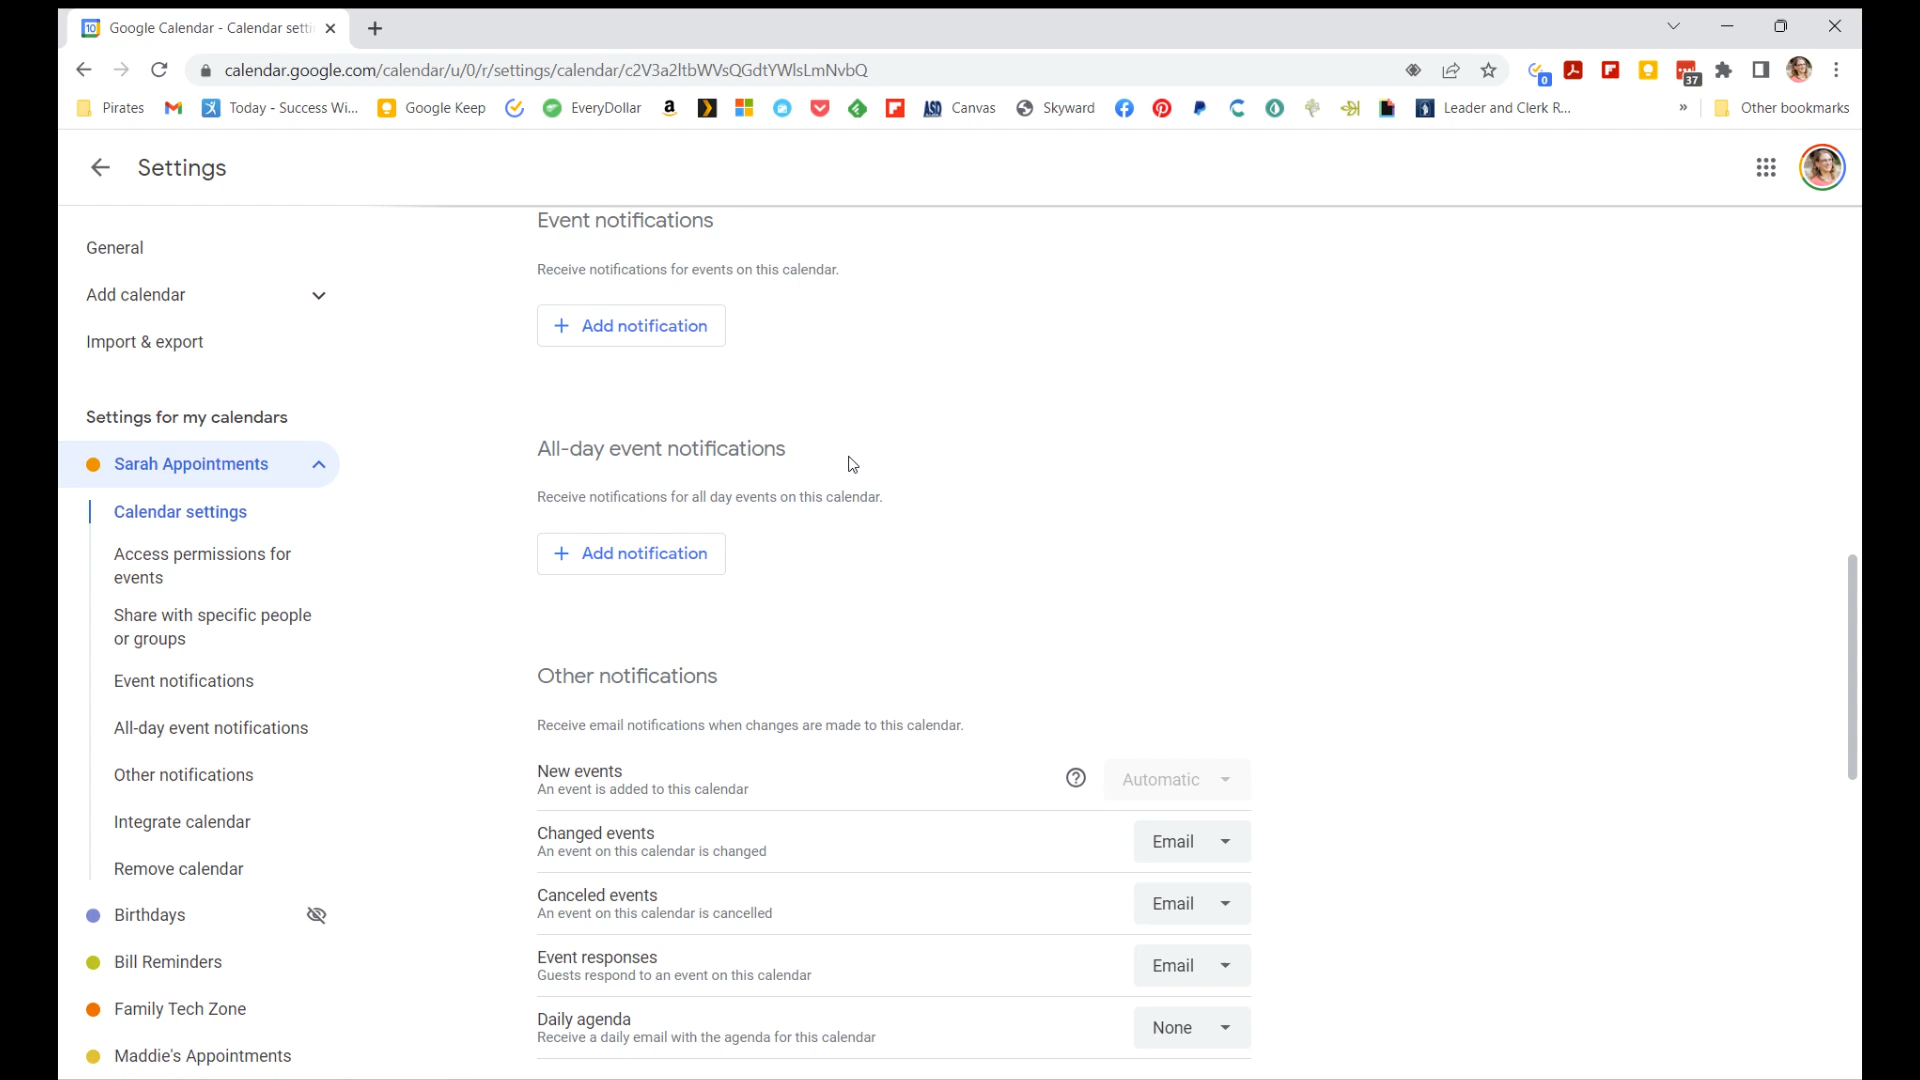 Google Calendar - Calendar setti
calendar.google.com/calendar/u/0/r/settings/calendar/c2V3a2ltbWVsQGdtYWlsLmNvbQ
0
37
Pirates
Today - Success Wi...
Google Keep
EveryDollar
ASD
Canvas
Skyward
Leader and Clerk R...
»
Other bookmarks
Settings
General
Add calendar
Import & export
Settings for my calendars
Sarah Appointments
Calendar settings
Access permissions for
events
Share with specific people
or groups
Event notifications
All-day event notifications
Other notifications
Integrate calendar
Remove calendar
Birthdays
Bill Reminders
Family Tech Zone
Maddie's Appointments
Event notifications
Receive notifications for events on this calendar.
+ Add notification
All-day event notifications
Receive notifications for all day events on this calendar.
+ Add notification
Other notifications
Receive email notifications when changes are made to this calendar.
New events
An event is added to this calendar
Automatic
Changed events
An event on this calendar is changed
Email
Canceled events
An event on this calendar is cancelled
Email
Event responses
Guests respond to an event on this calendar
Email
Daily agenda
Receive a daily email with the agenda for this calendar
None